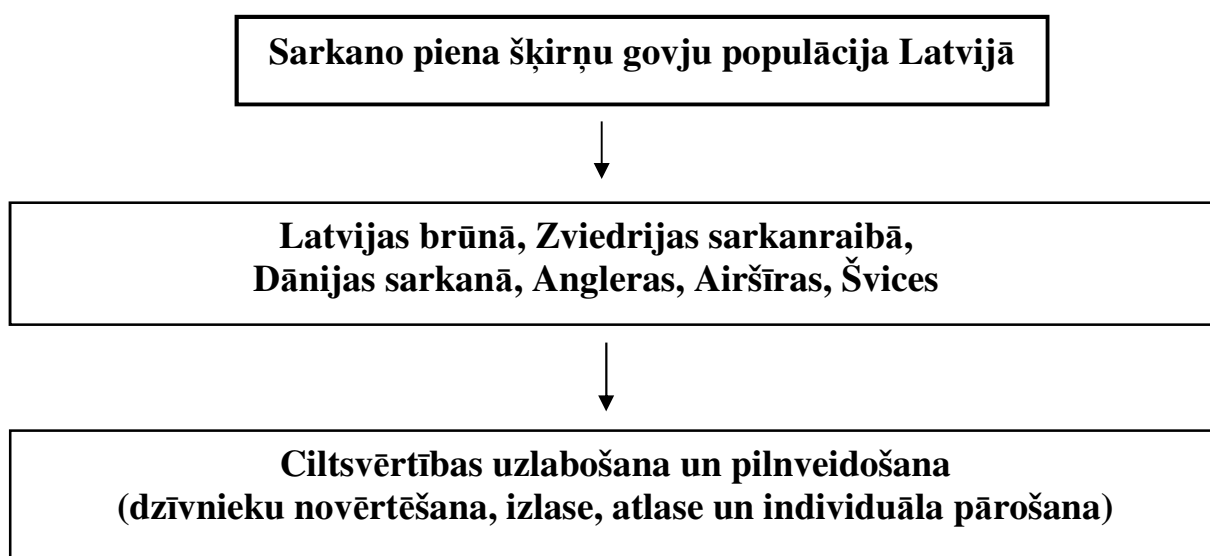 Sarkano piena šķirņu govju populācija Latvijā
Latvijas brūnā, Zviedrijas sarkanraibā,
Dānijas sarkanā, Angleras, Airšīras, Švices
Ciltsvērtības uzlabošana un pilnveidošana
(dzīvnieku novērtēšana, izlase, atlase un individuāla pārošana)